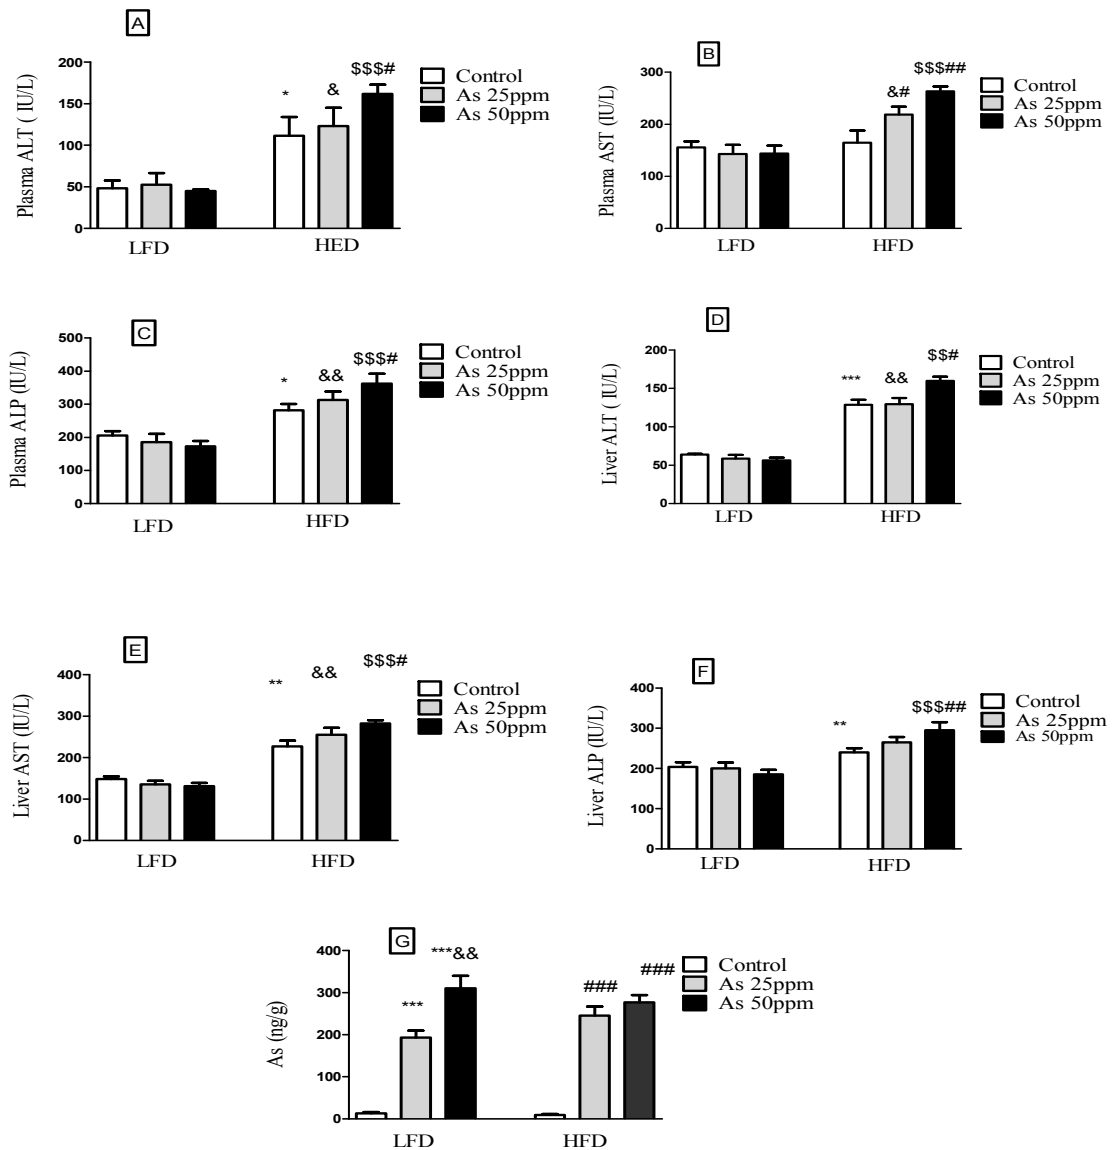 A
Plasma ALT ( IU/L)
200
150
100
50
0
*
&
$$$#
LFD
HED
Control
As 25ppm
As 50ppm
B
Plasma AST (IU/L)
300
200
100
0
&#
$$$##
LFD
HFD
Control
As 25ppm
As 50ppm
C
Plasma ALP (IU/L)
500
400
300
200
100
0
*
&&
$$$#
LFD
HFD
Control
As 25ppm
As 50ppm
D
Liver ALT ( IU/L)
200
150
100
50
0
***
&&
$$#
LFD
HFD
Control
As 25ppm
As 50ppm
E
Liver AST (IU/L)
400
300
200
100
0
**
&&
$$$#
LFD
HFD
Control
As 25ppm
As 50ppm
F
Liver ALP (IU/L)
400
300
200
100
0
**
$$$##
LFD
HFD
Control
As 25ppm
As 50ppm
G
As (ng/g)
400
300
200
100
0
***
***&&
###
###
LFD
HFD
Control
As 25ppm
As 50ppm